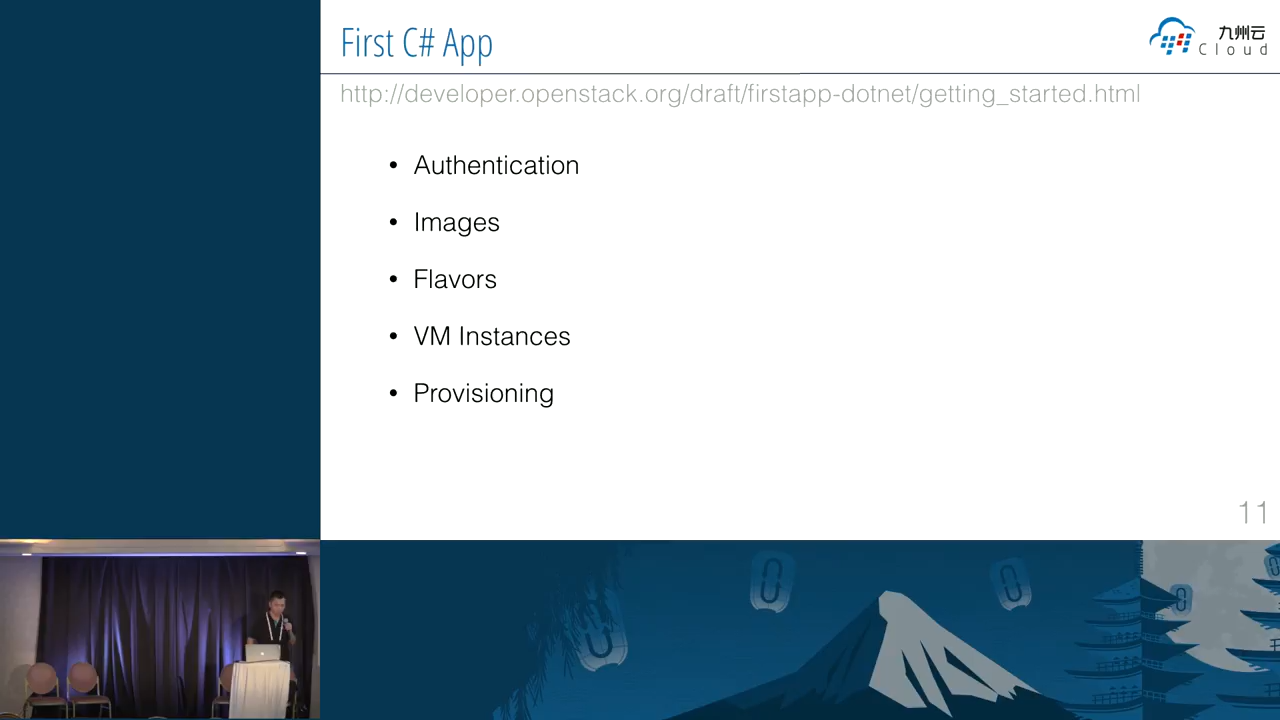 First C# App
九州云
Cloud
http://developer.openstack.org/draft/firstapp-dotnet/getting_started.html
• Authentication
• Images
• Flavors
• VM Instances
• Provisioning
11